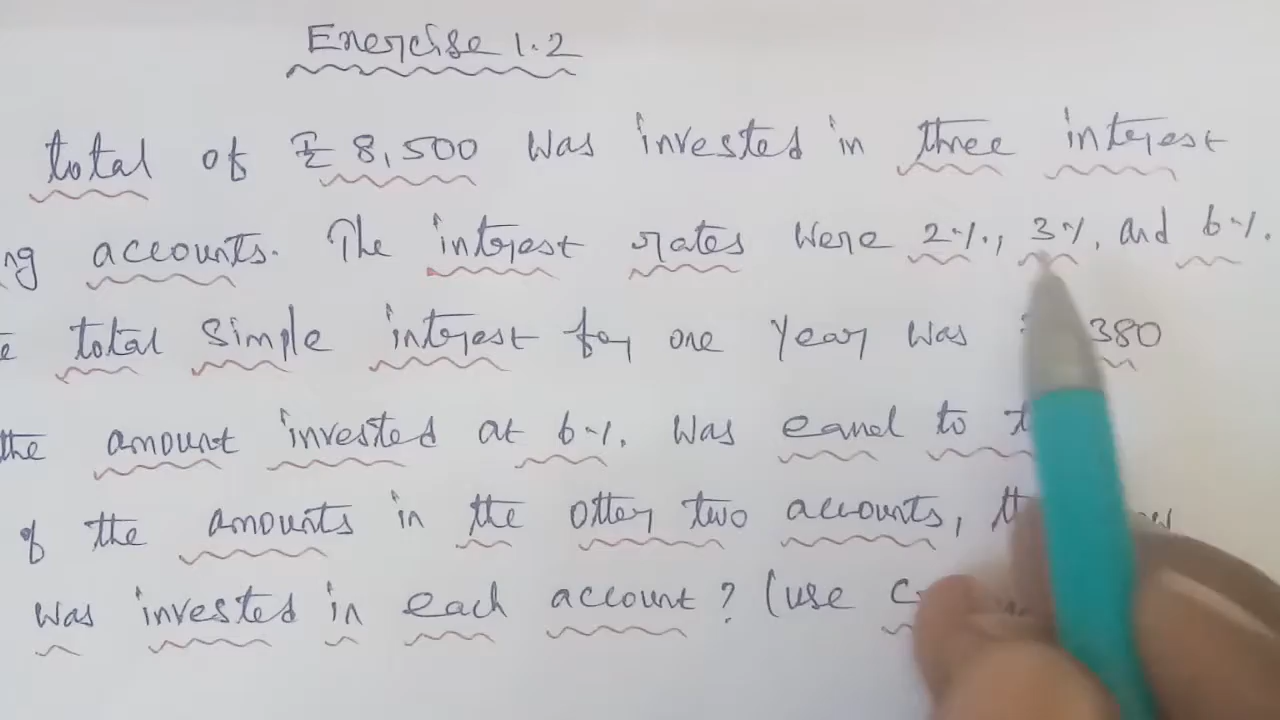 Exercise 1.2
total of ₹ 8,500 was invested in three interest
ng accounts. The interest rates were 2%, 3%, and 6%.
e total simple interest for one year was 380
the amount invested at 6%. was equal to
of the amounts in the other two accounts,
was invested in each account? (use